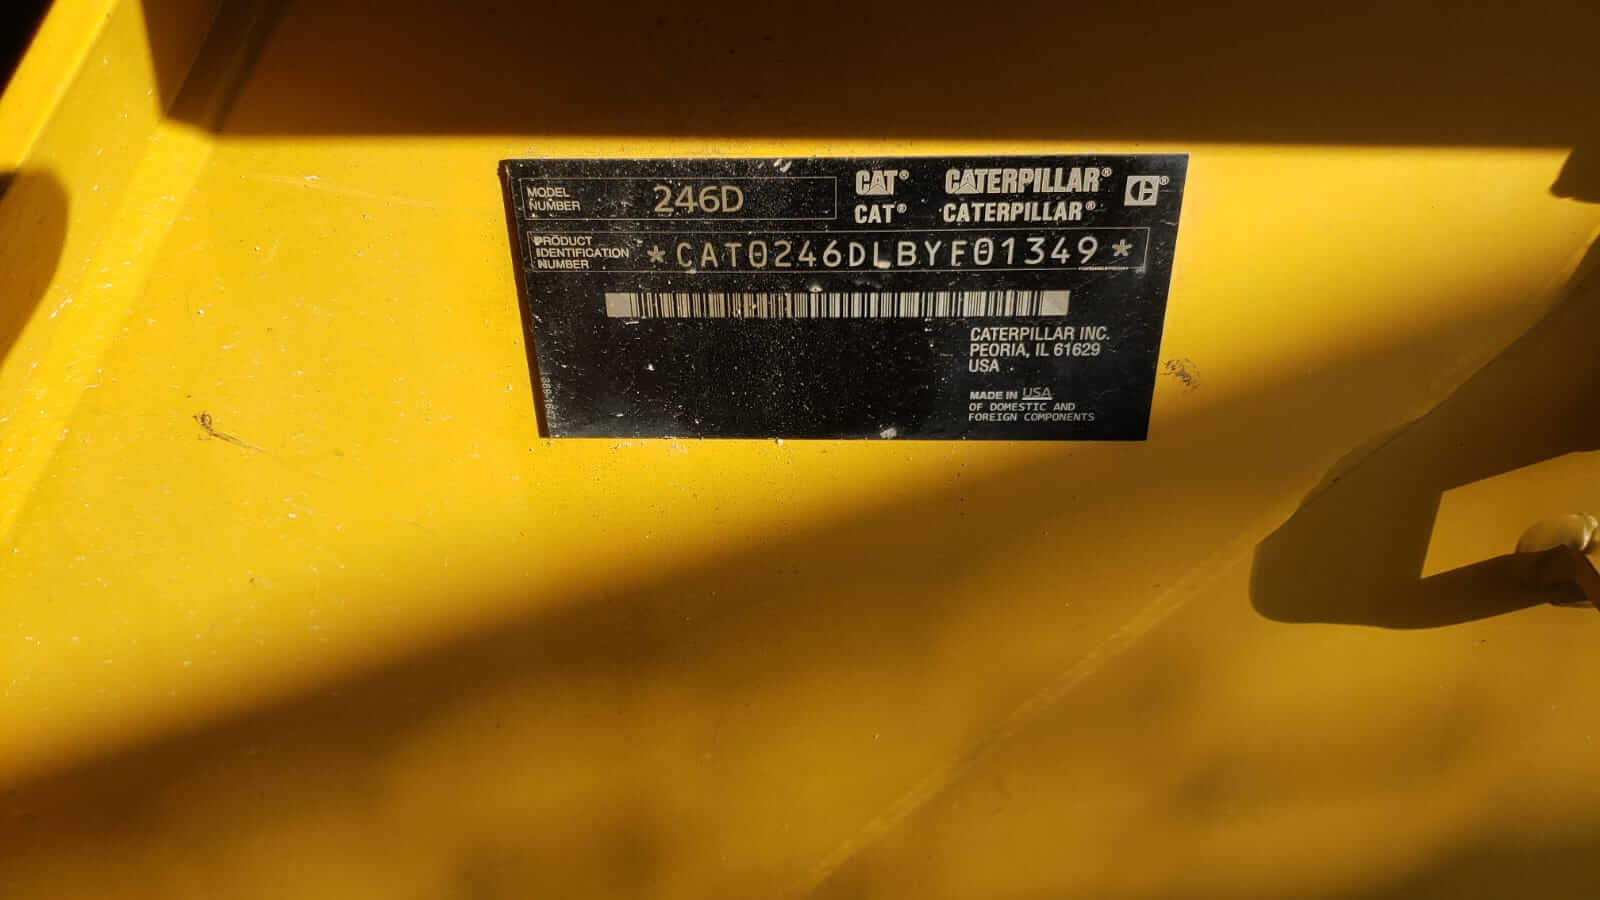 MODEL
NUMBER
246D
CAT® CATERPILLAR®
CAT® CATERPILLAR®
PRODUCT
IDENTIFICATION
NUMBER
*CAT0246DLBYF01349*
CATERPILLAR INC.
PEORIA, IL 61629
USA
MADE IN USA
OF DOMESTIC AND
FOREIGN COMPONENTS